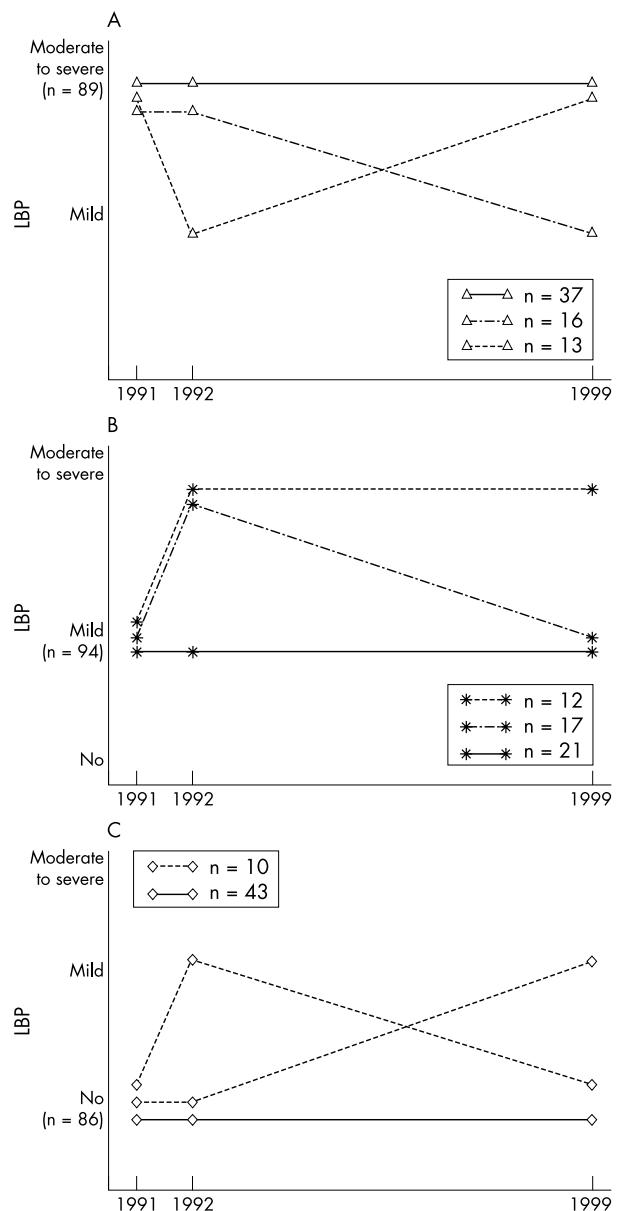 A
Moderate
to severe
(n = 89)
Mild
LBP
n = 37
n = 16
n = 13
1991
1992
1999
B
Moderate
to severe
Mild
(n = 94)
No
LBP
n = 12
n = 17
n = 21
1991
1992
1999
C
Moderate
to severe
n = 10
n = 43
Mild
LBP
No
(n = 86)
1991
1992
1999